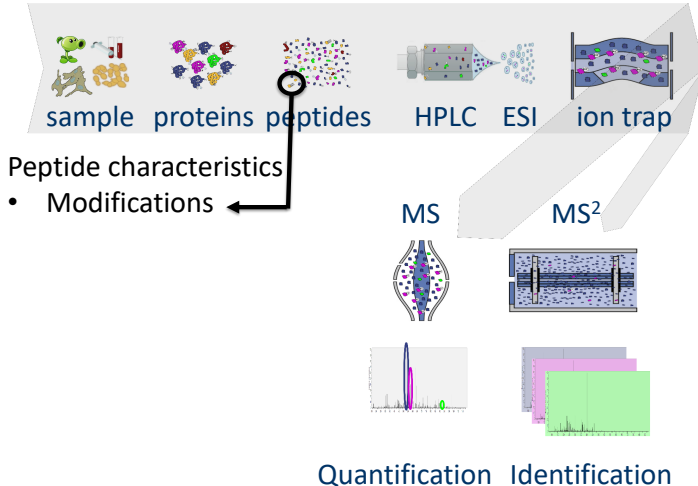 sample proteins peptides HPLC ESI ion trap
Peptide characteristics
• Modifications
MS MS²
Quantification Identification